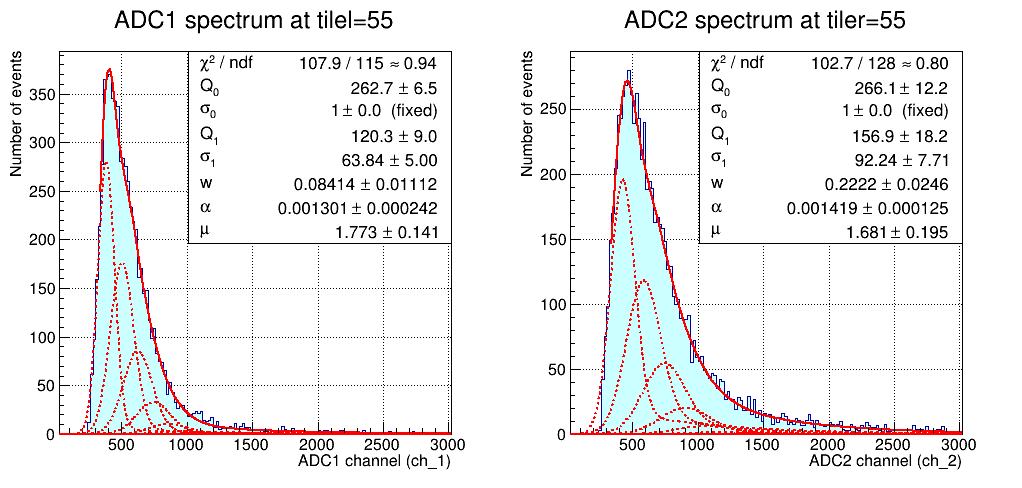 ADC1 spectrum at tilel=55
Number of events
χ² / ndf 107.9 / 115 ≈ 0.94
Q₀ 262.7 ± 6.5
σ₀ 1 ± 0.0 (fixed)
Q₁ 120.3 ± 9.0
σ₁ 63.84 ± 5.00
w 0.08414 ± 0.01112
α 0.001301 ± 0.000242
μ 1.773 ± 0.141
350
300
250
200
150
100
50
0
500 1000 1500 2000 2500 3000
ADC1 channel (ch_1)
ADC2 spectrum at tiler=55
Number of events
χ² / ndf 102.7 / 128 ≈ 0.80
Q₀ 266.1 ± 12.2
σ₀ 1 ± 0.0 (fixed)
Q₁ 156.9 ± 18.2
σ₁ 92.24 ± 7.71
w 0.2222 ± 0.0246
α 0.001419 ± 0.000125
μ 1.681 ± 0.195
250
200
150
100
50
0
500 1000 1500 2000 2500 3000
ADC2 channel (ch_2)